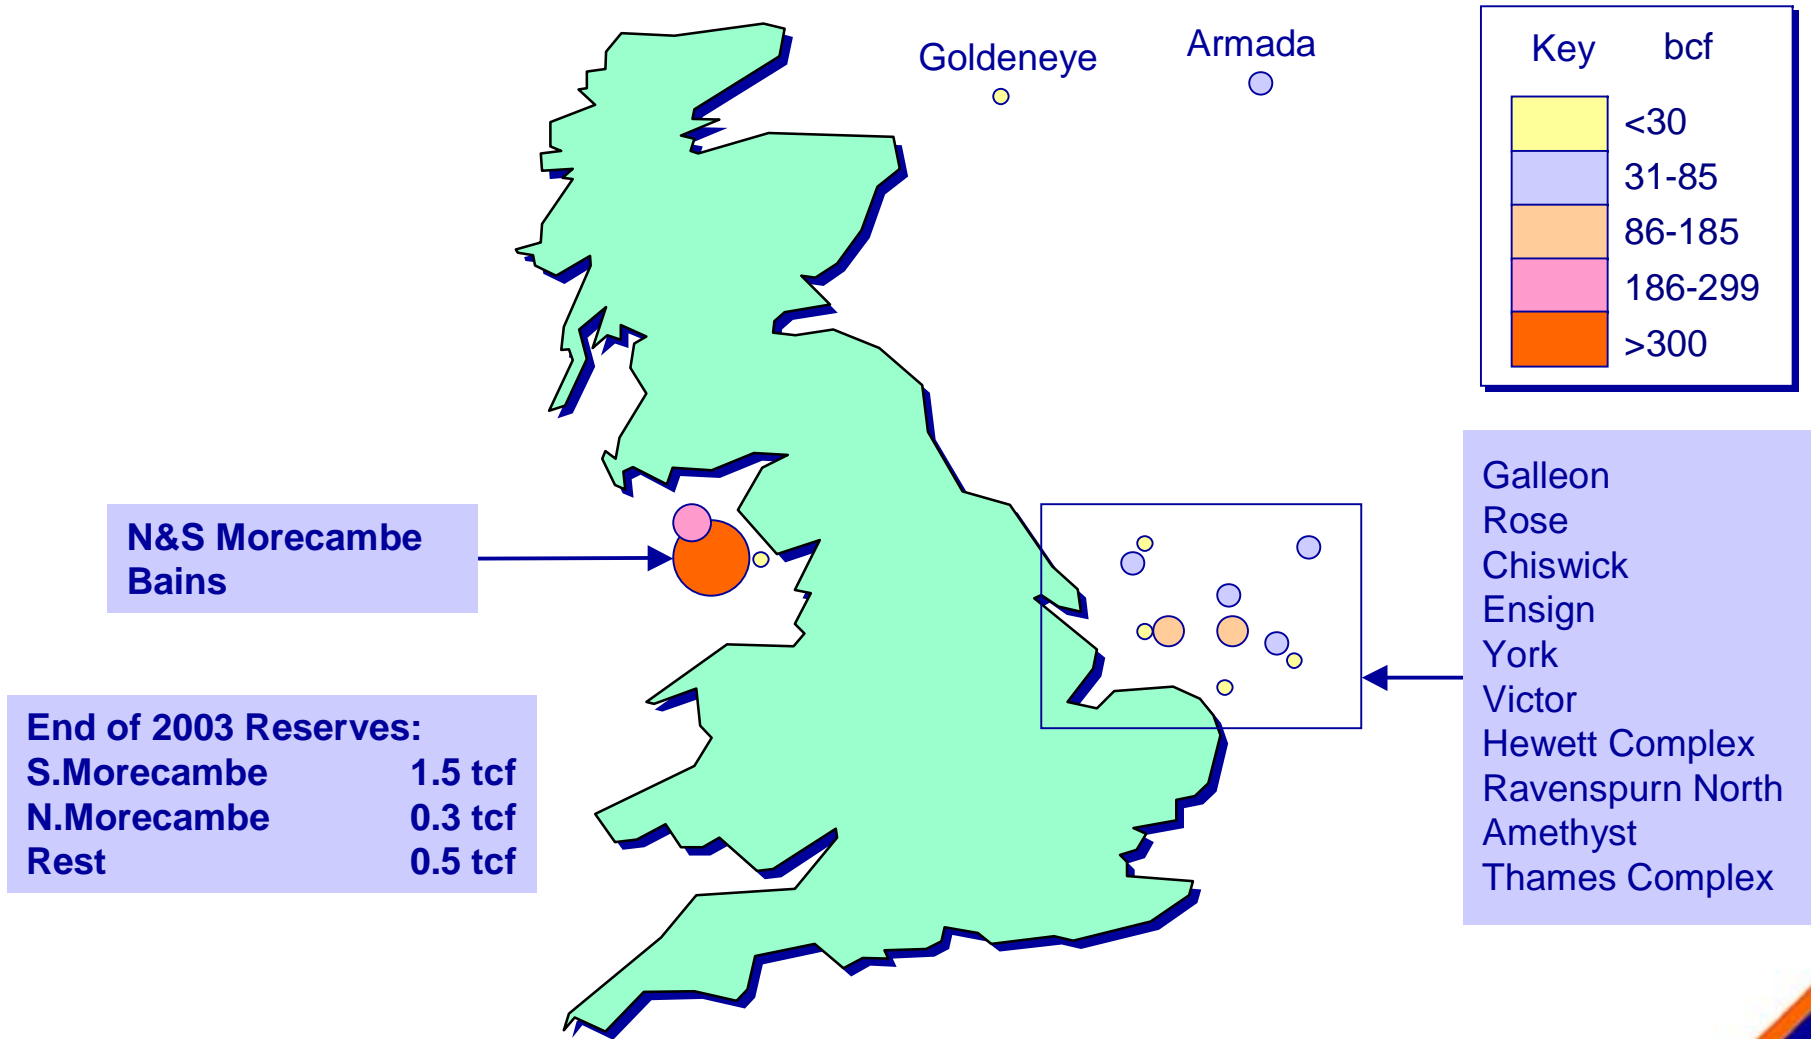 Goldeneye
Armada
Key bcf
<30
31-85
86-185
186-299
>300
N&S Morecambe
Bains
Galleon
Rose
Chiswick
Ensign
York
Victor
Hewett Complex
Ravenspurn North
Amethyst
Thames Complex
End of 2003 Reserves:
S.Morecambe 1.5 tcf
N.Morecambe 0.3 tcf
Rest 0.5 tcf